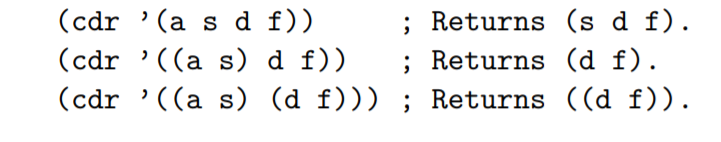 (cdr ’(a s d f)) ; Returns (s d f).
(cdr ’((a s) d f)) ; Returns (d f).
(cdr ’((a s) (d f))) ; Returns ((d f)).